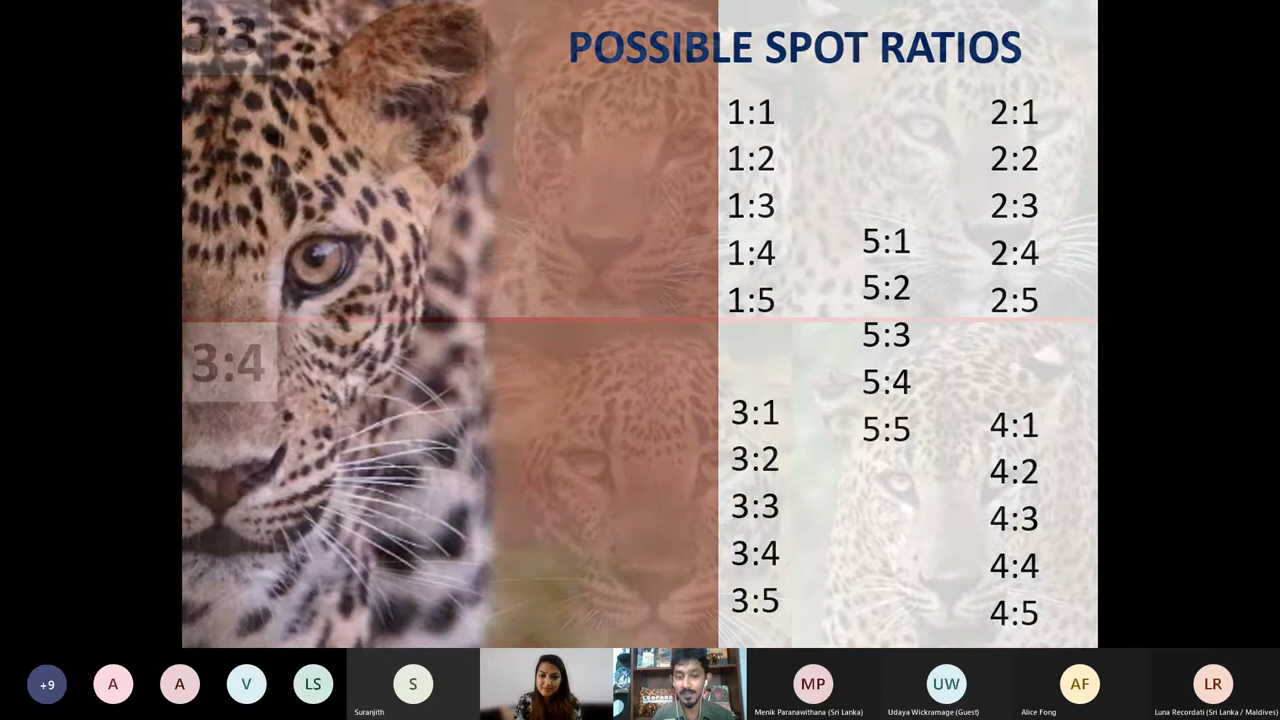 3:3
POSSIBLE SPOT RATIOS
1:1
1:2
1:3
1:4
1:5
5:1
5:2
5:3
5:4
5:5
2:1
2:2
2:3
2:4
2:5
3:4
3:1
3:2
3:3
3:4
3:5
4:1
4:2
4:3
4:4
4:5
+9
A
A
V
LS
S
Suranjith
MP
Menik Paranawithana (Sri Lanka)
UW
Udaya Wickramage (Guest)
AF
Alice Fong
LR
Luna Recordati (Sri Lanka / Maldives)